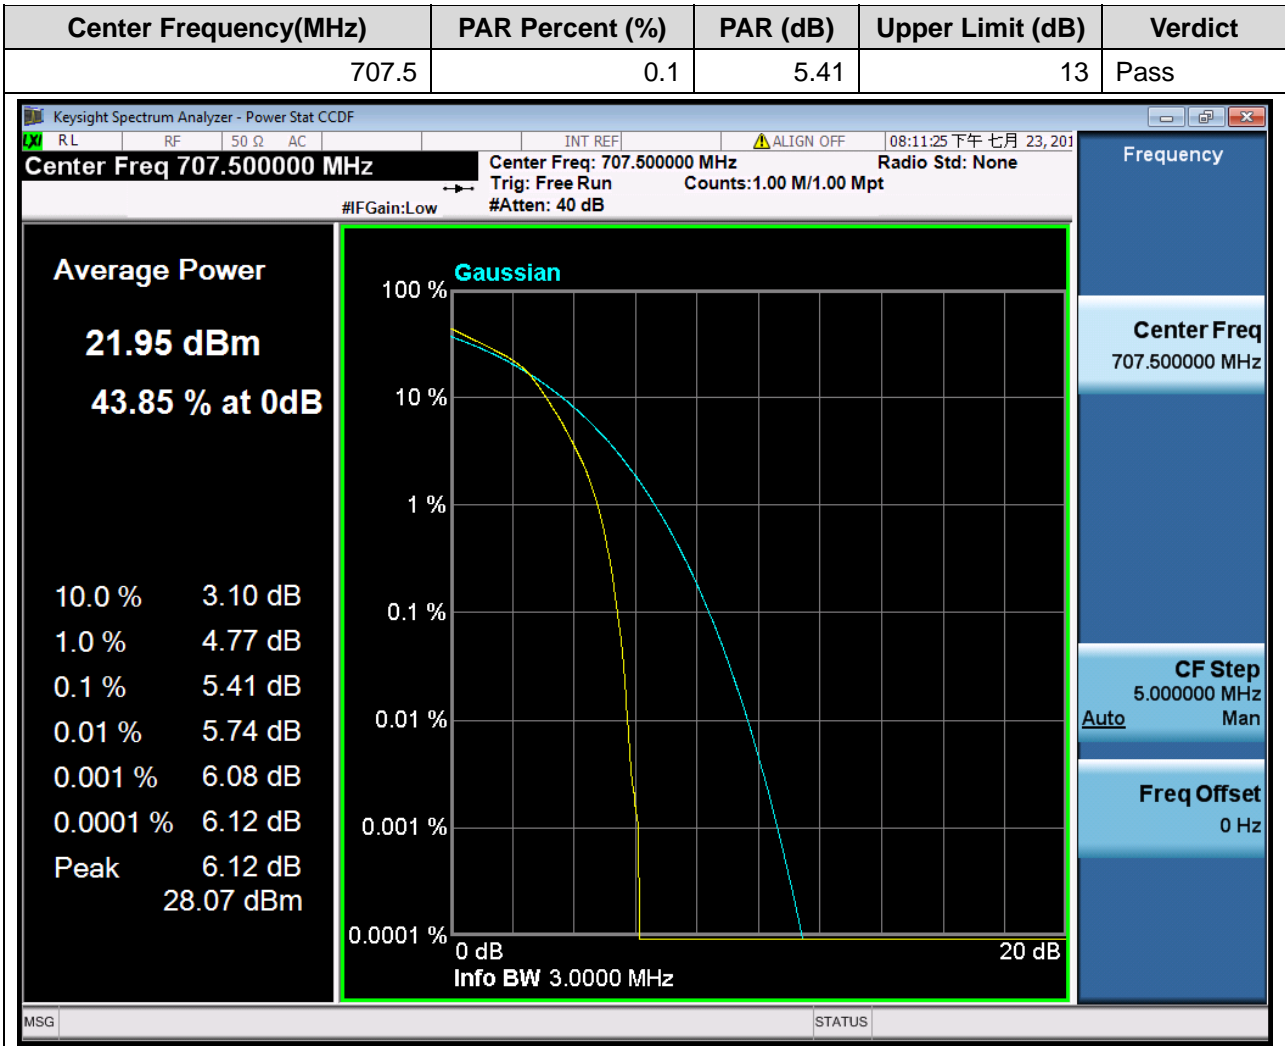 Center Frequency(MHz) PAR Percent (%) PAR (dB) Upper Limit (dB) Verdict
707.5 0.1 5.41 13 Pass
Keysight Spectrum Analyzer - Power Stat CCDF
LXI RL RF 50 Ω AC INT REF ALIGN OFF 08:11:25 下午 七月 23, 201
Center Freq 707.500000 MHz
Center Freq: 707.500000 MHz Radio Std: None
Trig: Free Run Counts:1.00 M/1.00 Mpt
#IFGain:Low #Atten: 40 dB
Average Power
21.95 dBm
43.85 % at 0dB
10.0 % 3.10 dB
1.0 % 4.77 dB
0.1 % 5.41 dB
0.01 % 5.74 dB
0.001 % 6.08 dB
0.0001 % 6.12 dB
Peak 6.12 dB
28.07 dBm
Gaussian
100 %
10 %
1 %
0.1 %
0.01 %
0.001 %
0.0001 %
0 dB 20 dB
Info BW 3.0000 MHz
Frequency
Center Freq
707.500000 MHz
CF Step
5.000000 MHz
Auto Man
Freq Offset
0 Hz
MSG STATUS